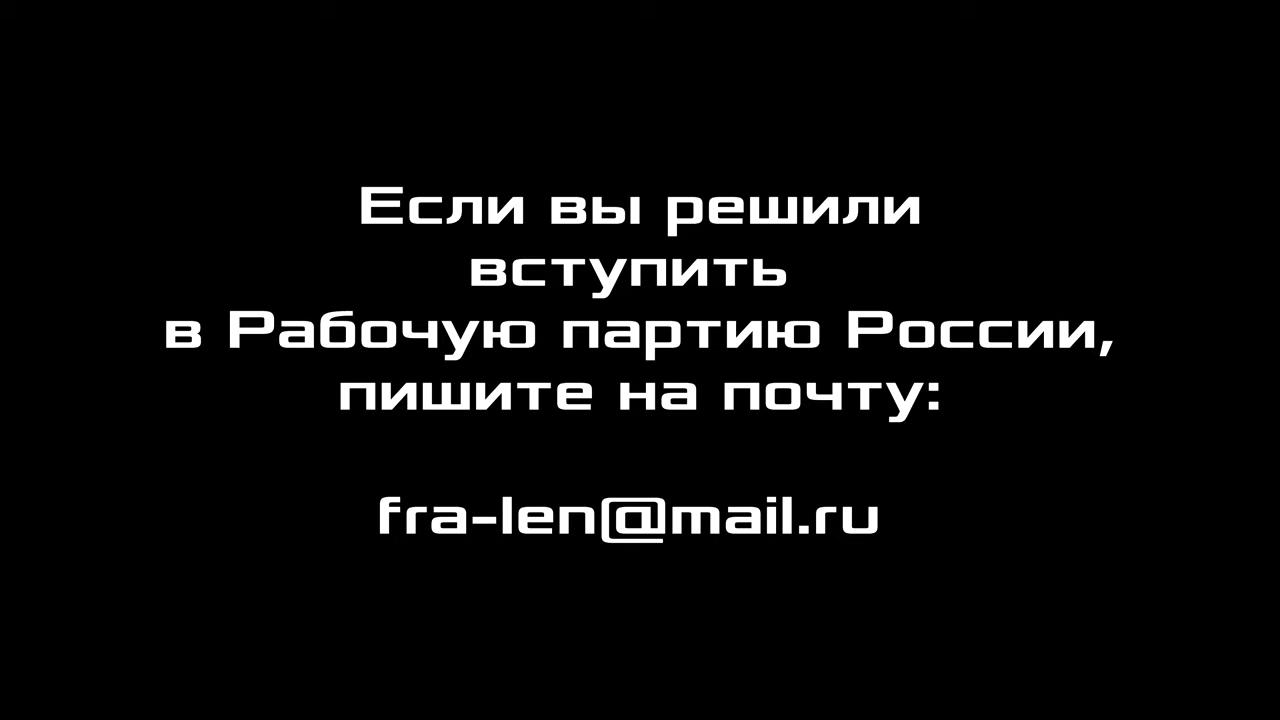 Если вы решили
вступить
в Рабочую партию России,
пишите на почту:
fra-len@mail.ru